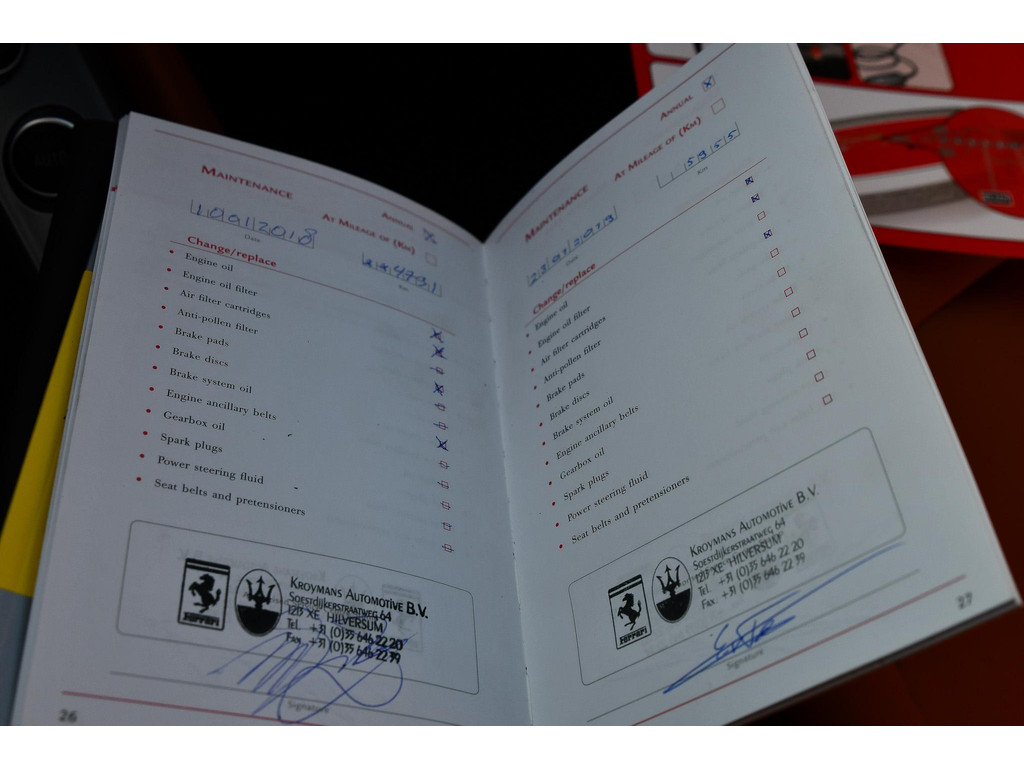 MAINTENANCE
ANNUAL
AT MILEAGE OF (KM)
Date
Km
Change/replace
Engine oil
Engine oil filter
Air filter cartridges
Anti-pollen filter
Brake pads
Brake discs
Brake system oil
Engine ancillary belts
Gearbox oil
Spark plugs
Power steering fluid
Seat belts and pretensioners
Ferrari
KROYMANS AUTOMOTIVE B.V.
SOESTDIJKERSTRAATWEG 64
1213 XE HILVERSUM
Tel. +31 (0)35 646 22 20
Fax. +31 (0)35 646 22 39
Signature
26
MAINTENANCE
ANNUAL
AT MILEAGE OF (KM)
Date
Km
Change/replace
Engine oil
Engine oil filter
Air filter cartridges
Anti-pollen filter
Brake pads
Brake discs
Brake system oil
Engine ancillary belts
Gearbox oil
Spark plugs
Power steering fluid
Seat belts and pretensioners
Ferrari
KROYMANS AUTOMOTIVE B.V.
SOESTDIJKERSTRAATWEG 64
1213 XE HILVERSUM
Tel. +31 (0)35 646 22 20
Fax. +31 (0)35 646 22 39
Signature
27